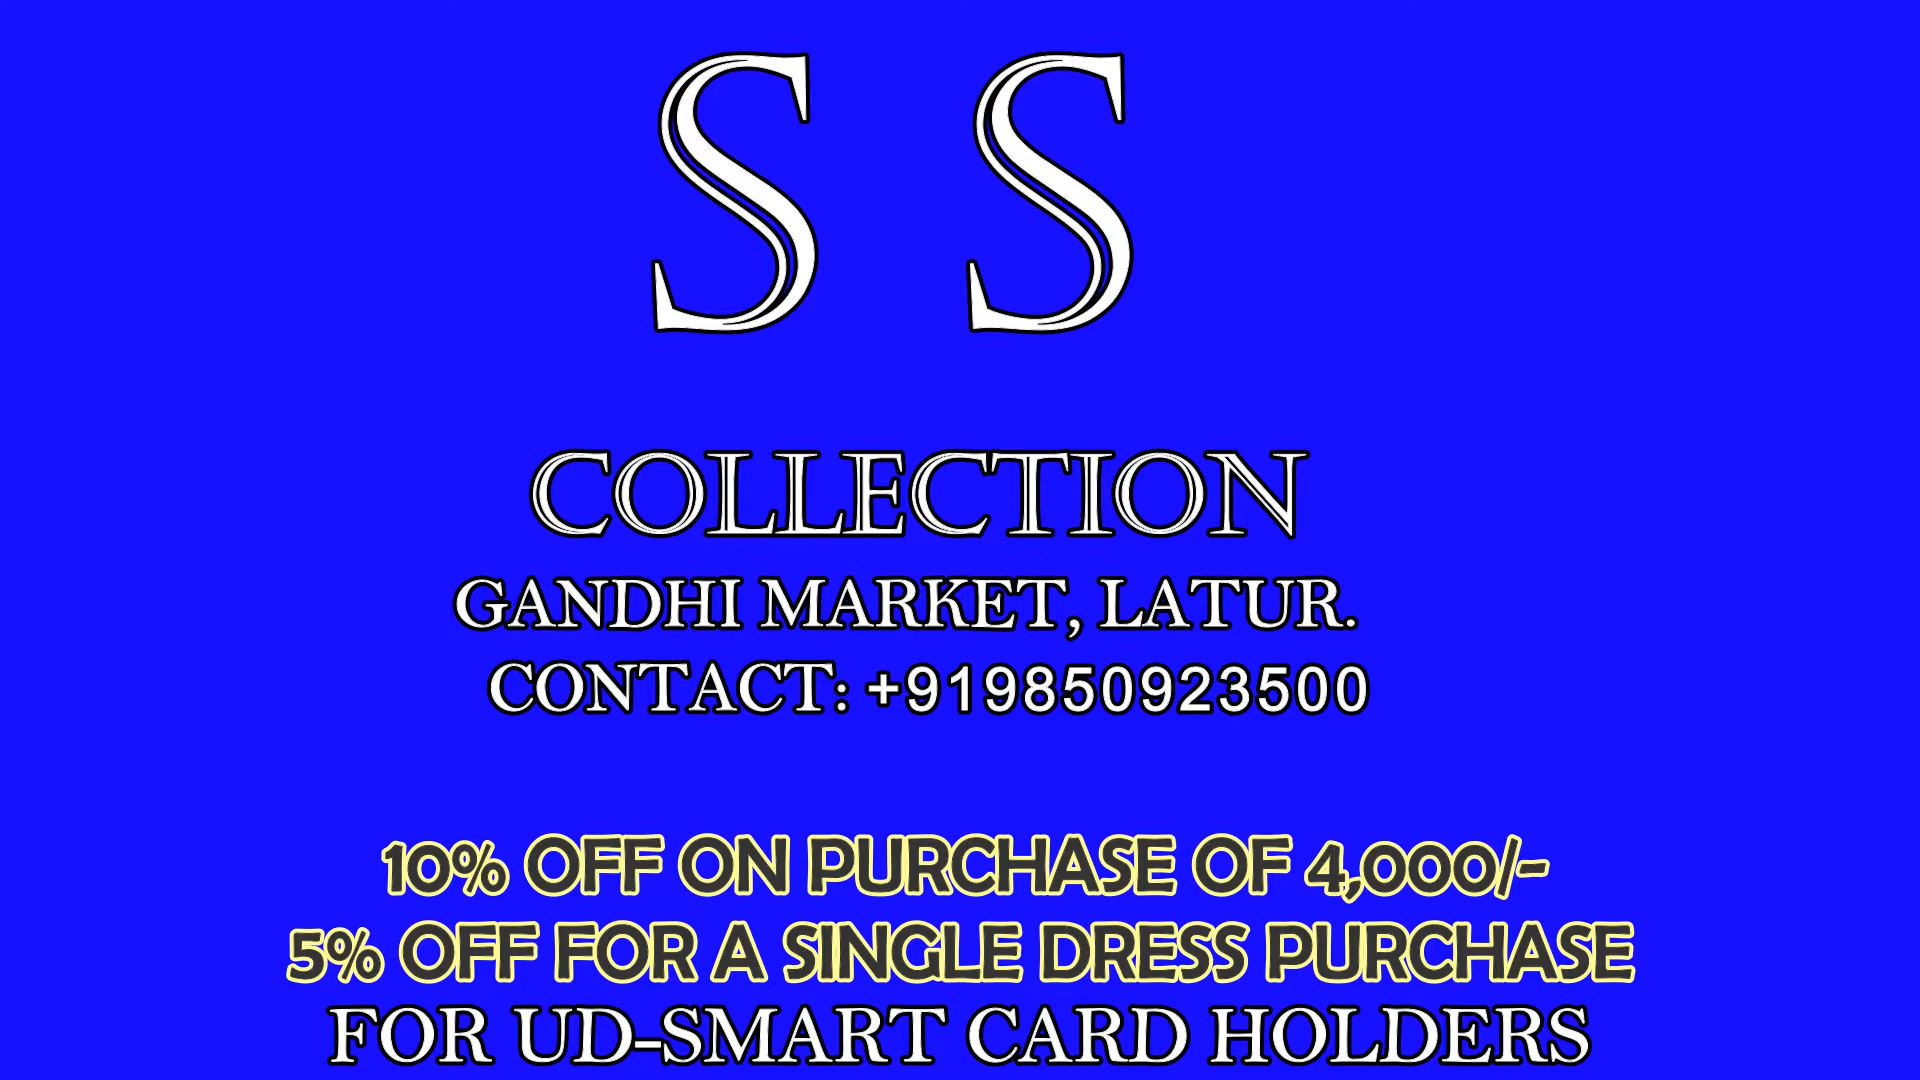 S S
COLLECTION
GANDHI MARKET, LATUR.
CONTACT: +919850923500
10% OFF ON PURCHASE OF 4,000/-
5% OFF FOR A SINGLE DRESS PURCHASE
FOR UD-SMART CARD HOLDERS